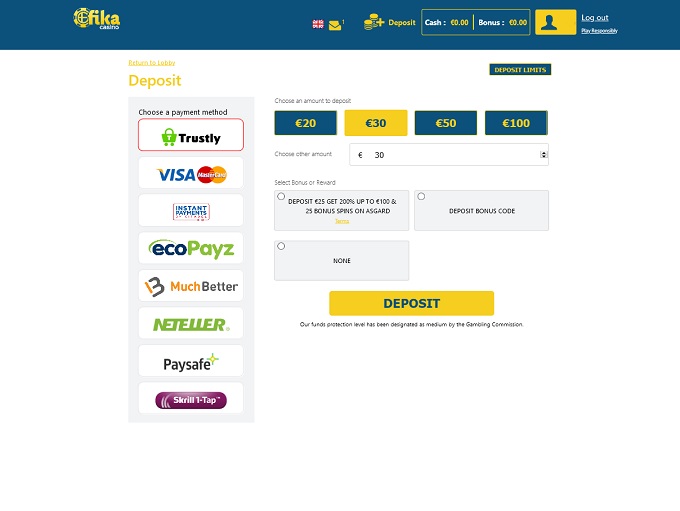 fika
casino
1
Deposit
Cash : €0.00
Bonus : €0.00
Log out
Play Responsibly
Return to Lobby
Deposit
DEPOSIT LIMITS
Choose a payment method
Trustly
VISA MasterCard
INSTANT
PAYMENTS
BY CITADEL
ecoPayz
MuchBetter
NETELLER
Paysafe
Skrill 1-Tap
Choose an amount to deposit
€20
€30
€50
€100
Choose other amount
€ 30
Select Bonus or Reward
DEPOSIT €25 GET 200% UP TO €100 &
25 BONUS SPINS ON ASGARD
Terms
DEPOSIT BONUS CODE
NONE
DEPOSIT
Our funds protection level has been designated as medium by the Gambling Commission.